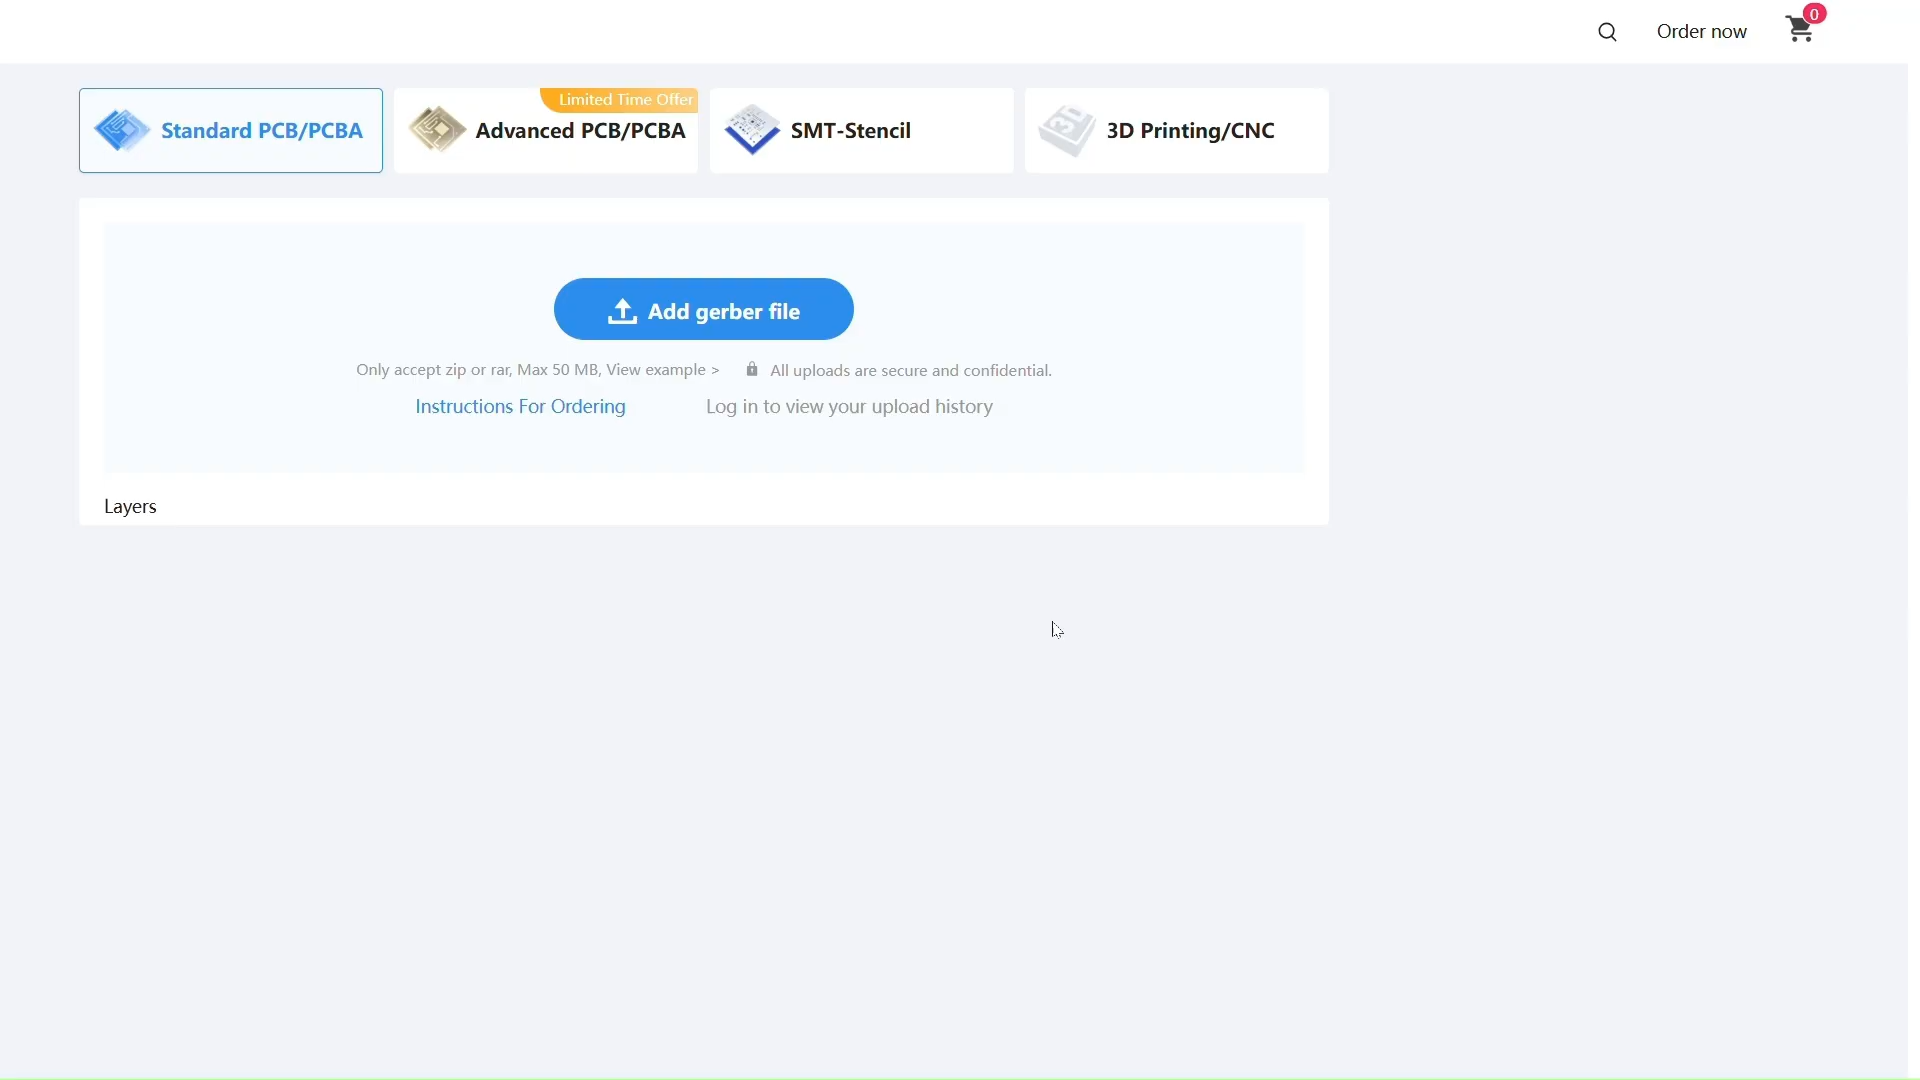 Order now
0
Standard PCB/PCBA
Limited Time Offer
Advanced PCB/PCBA
SMT-Stencil
3D
3D Printing/CNC
Add gerber file
Only accept zip or rar, Max 50 MB, View example >
All uploads are secure and confidential.
Instructions For Ordering
Log in to view your upload history
Layers